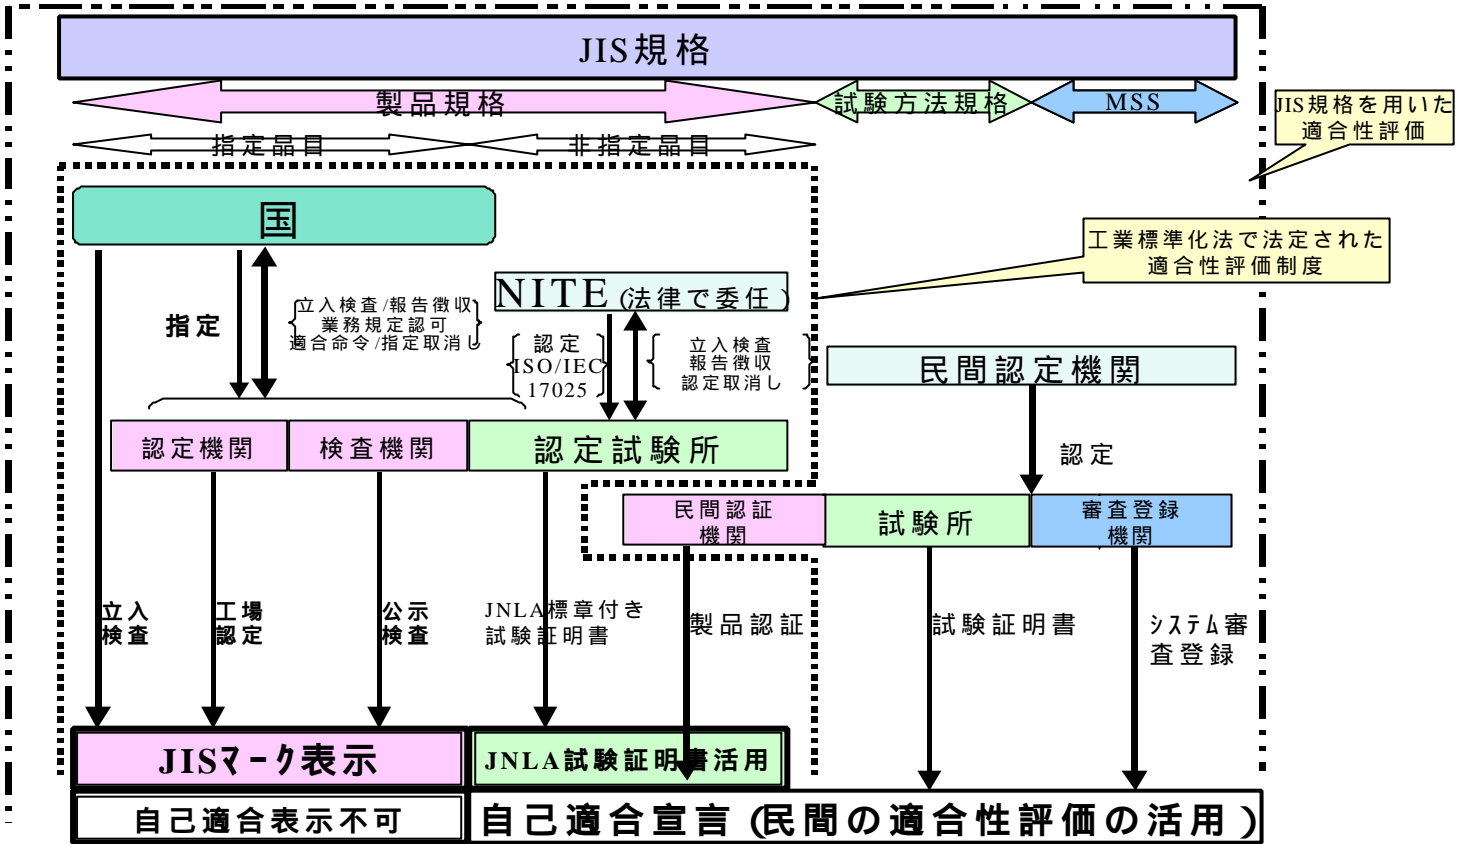 JIS規格
製品規格
試験方法規格
MSS
JIS規格を用いた
適合性評価
指定品目
非指定品目
国
工業標準化法で法定された
適合性評価制度
NITE (法律で委任)
指定
立入検査/報告徴収
業務規定認可
適合命令/指定取消し
認定
ISO/IEC
17025
立入検査
報告徴収
認定取消し
民間認定機関
認定
認定機関
検査機関
認定試験所
民間認証
機関
試験所
審査登録
機関
立入
検査
工場
認定
公示
検査
JNLA標章付き
試験証明書
製品認証
試験証明書
システム審
査登録
JISマーク表示
JNLA試験証明書活用
自己適合表示不可
自己適合宣言(民間の適合性評価の活用)